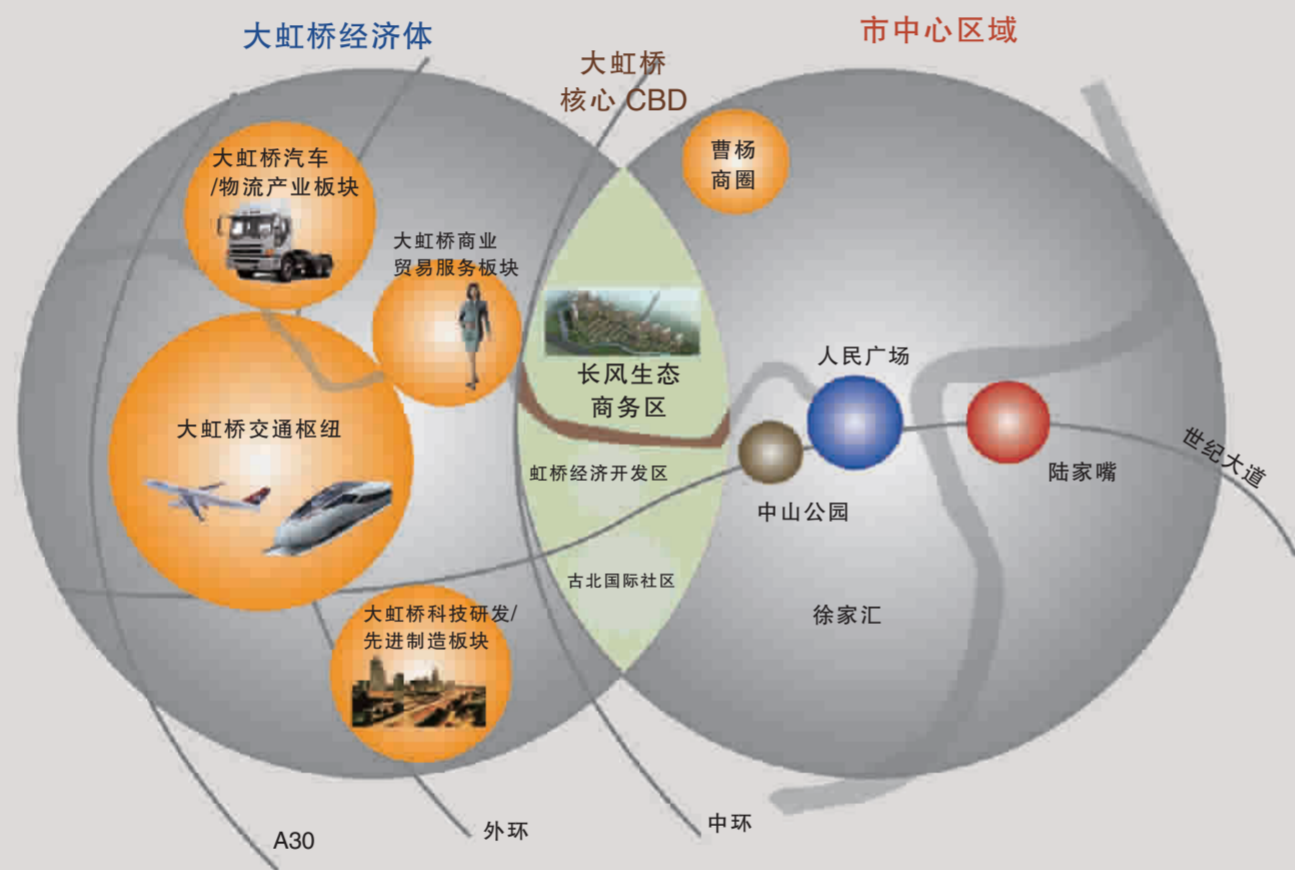 大虹桥经济体
市中心区域
大虹桥
核心 CBD
大虹桥汽车
/物流产业板块
曹杨
商圈
大虹桥商业
贸易服务板块
长风生态
商务区
人民广场
大虹桥交通枢纽
世纪大道
虹桥经济开发区
陆家嘴
中山公园
古北国际社区
大虹桥科技研发/
先进制造板块
徐家汇
A30
外环
中环